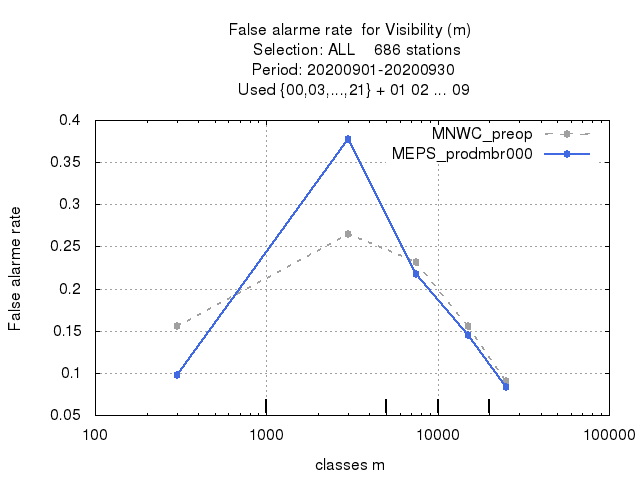 False alarme rate  for Visibility (m)
Selection: ALL    686 stations
Period: 20200901-20200930
Used {00,03,...,21} + 01 02 ... 09
0.4
0.35
0.3
0.25
0.2
0.15
0.1
0.05
False alarme rate
MNWC_preop
MEPS_prodmbr000
100
1000
10000
100000
classes m